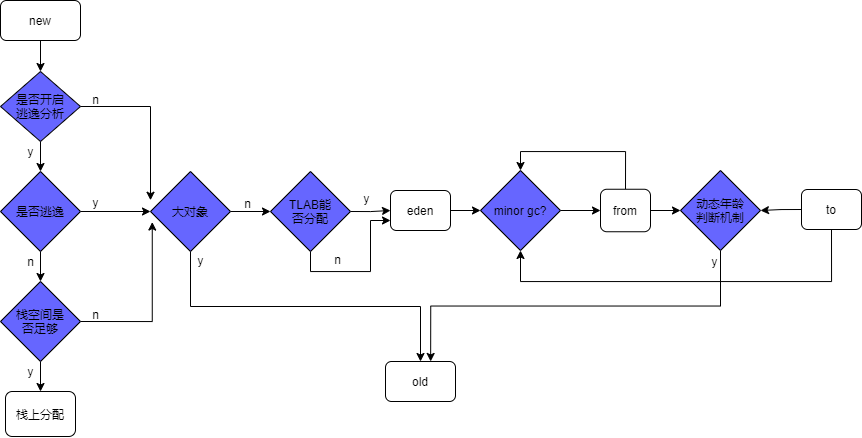 new
是否开启
逃逸分析
n
y
是否逃逸
y
n
栈空间是
否足够
n
y
栈上分配
大对象
n
y
TLAB能
否分配
y
n
eden
minor gc?
from
动态年龄
判断机制
y
to
old